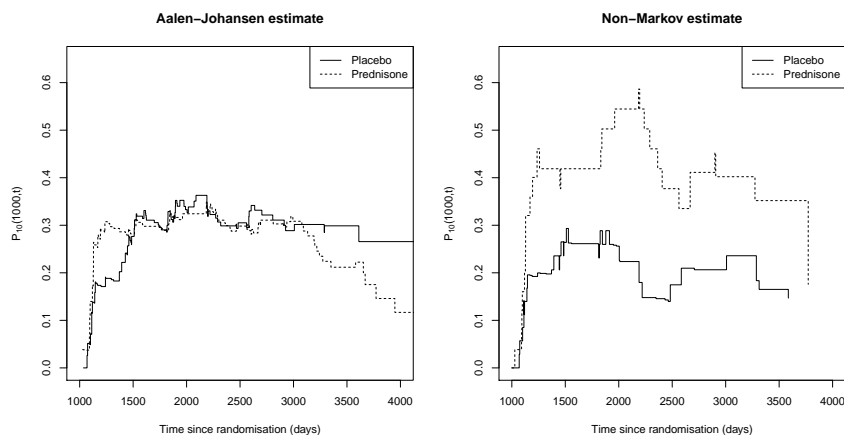 Aalen−Johansen estimate
Placebo
Prednisone
P10(1000,t)
0.6
0.5
0.4
0.3
0.2
0.1
0.0
1000 1500 2000 2500 3000 3500 4000
Time since randomisation (days)
Non−Markov estimate
Placebo
Prednisone
P10(1000,t)
0.6
0.5
0.4
0.3
0.2
0.1
0.0
1000 1500 2000 2500 3000 3500 4000
Time since randomisation (days)